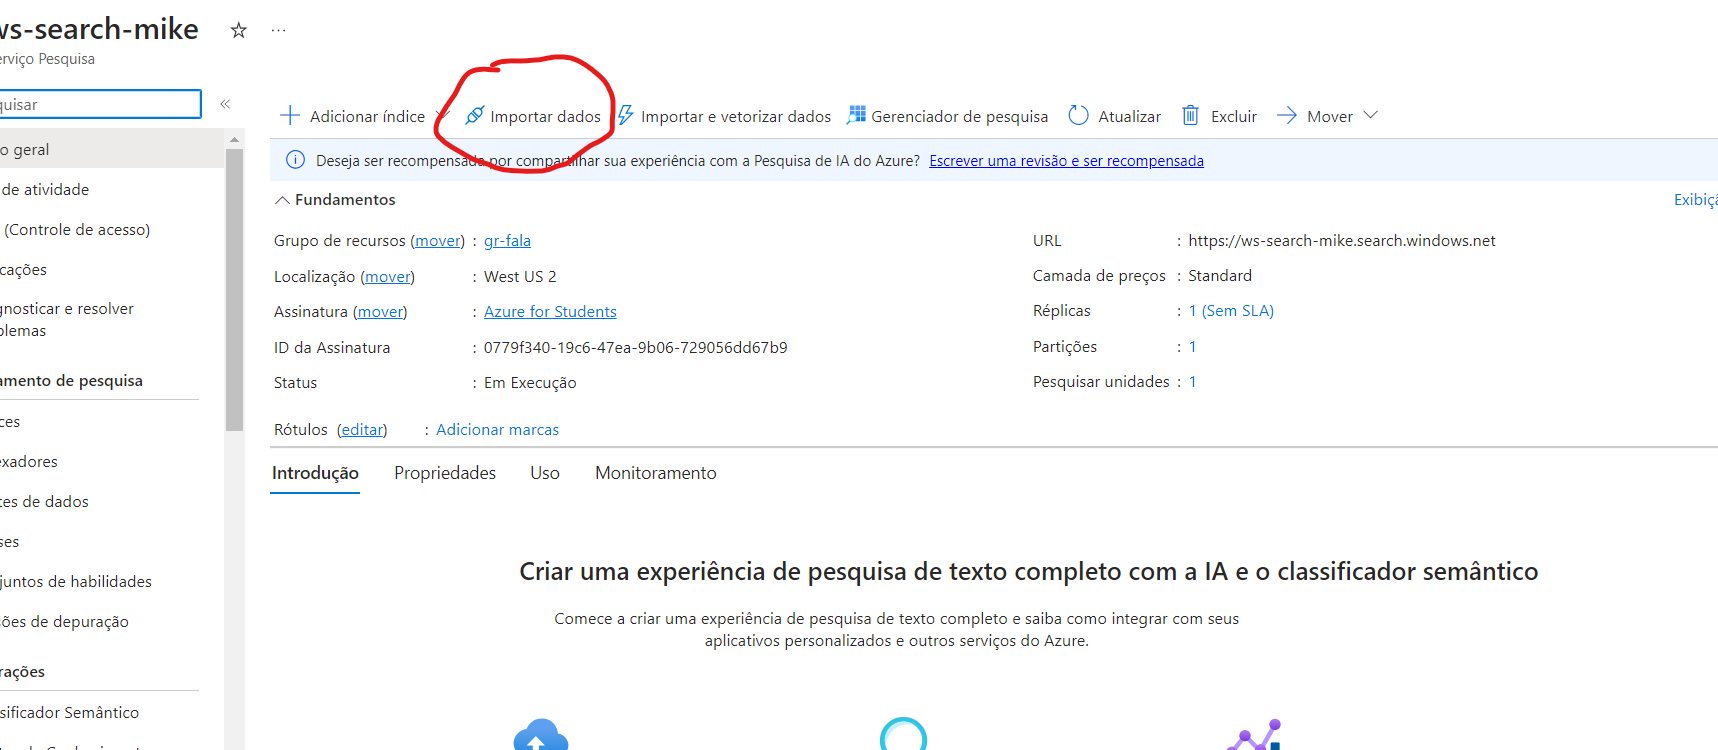 ws-search-mike
erviço Pesquisa
quisar
Adicionar índice
Importar dados
Importar e vetorizar dados
Gerenciador de pesquisa
Atualizar
Excluir
Mover
Deseja ser recompensado por compartilhar sua experiência com a Pesquisa de IA do Azure? Escrever uma revisão e ser recompensada
o geral
de atividade
(Controle de acesso)
cações
gnosticar e resolver
blemas
amento de pesquisa
ces
exadores
tes de dados
ses
juntos de habilidades
ões de depuração
rações
sificador Semântico
Fundamentos
Exibiçã
Grupo de recursos (mover) : gr-fala
Localização (mover) : West US 2
Assinatura (mover) : Azure for Students
ID da Assinatura : 0779f340-19c6-47ea-9b06-729056dd67b9
Status : Em Execução
Rótulos (editar) : Adicionar marcas
URL : https://ws-search-mike.search.windows.net
Camada de preços : Standard
Réplicas : 1 (Sem SLA)
Partições : 1
Pesquisar unidades : 1
Introdução
Propriedades
Uso
Monitoramento
Criar uma experiência de pesquisa de texto completo com a IA e o classificador semântico
Comece a criar uma experiência de pesquisa de texto completo e saiba como integrar com seus
aplicativos personalizados e outros serviços do Azure.